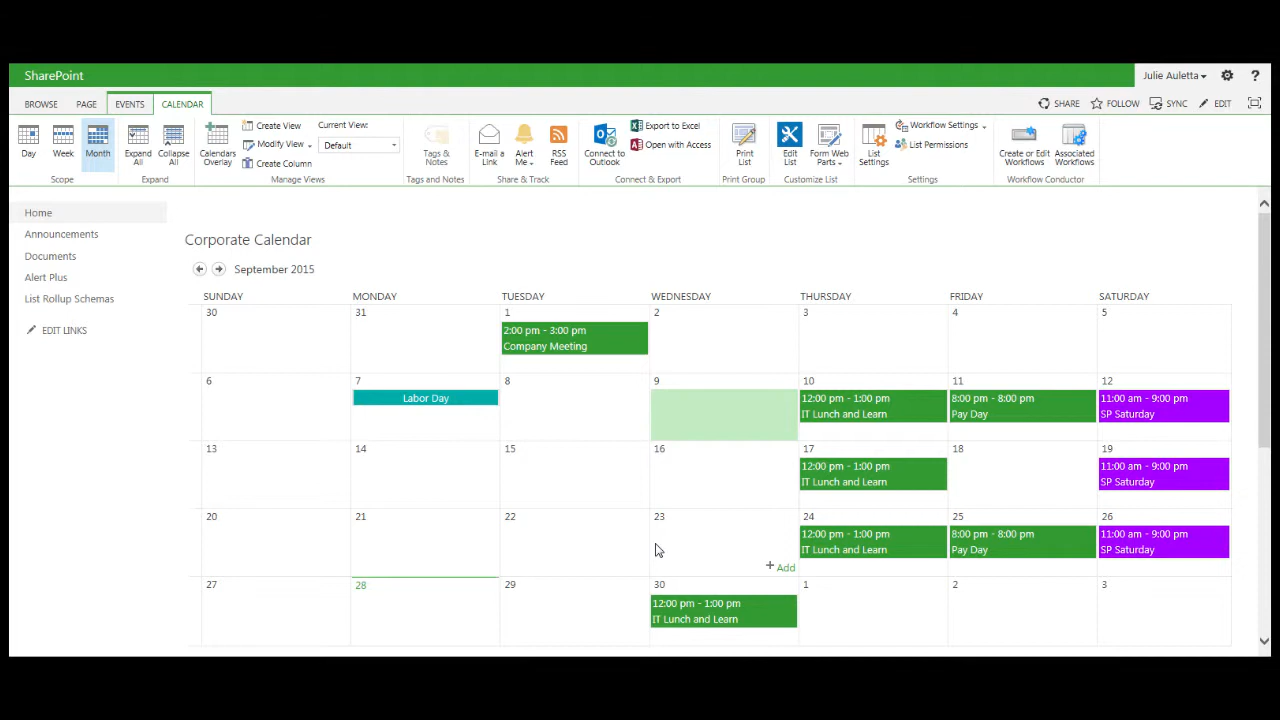 SharePoint
Julie Auletta
?
BROWSE PAGE EVENTS CALENDAR
SHARE FOLLOW SYNC EDIT
Day
Week
Month
Expand All
Collapse All
Calendars Overlay
Create View
Modify View
Create Column
Current View:
Default
Tags & Notes
E-mail a Link
Alert Me
RSS Feed
Connect to Outlook
Export to Excel
Open with Access
Print List
Edit List
Form Web Parts
List Settings
Workflow Settings
List Permissions
Create or Edit Workflows
Associated Workflows
Scope Expand Manage Views Tags and Notes Share & Track Connect & Export Print Group Customize List Settings Workflow Conductor
Home
Announcements
Documents
Alert Plus
List Rollup Schemas
EDIT LINKS
Corporate Calendar
September 2015
SUNDAY MONDAY TUESDAY WEDNESDAY THURSDAY FRIDAY SATURDAY
30 31 1 2 3 4 5
2:00 pm - 3:00 pm
Company Meeting
6 7 8 9 10 11 12
Labor Day
12:00 pm - 1:00 pm
IT Lunch and Learn
8:00 pm - 8:00 pm
Pay Day
11:00 am - 9:00 pm
SP Saturday
13 14 15 16 17 18 19
12:00 pm - 1:00 pm
IT Lunch and Learn
11:00 am - 9:00 pm
SP Saturday
20 21 22 23 24 25 26
12:00 pm - 1:00 pm
IT Lunch and Learn
8:00 pm - 8:00 pm
Pay Day
11:00 am - 9:00 pm
SP Saturday
+ Add
27 28 29 30 1 2 3
12:00 pm - 1:00 pm
IT Lunch and Learn